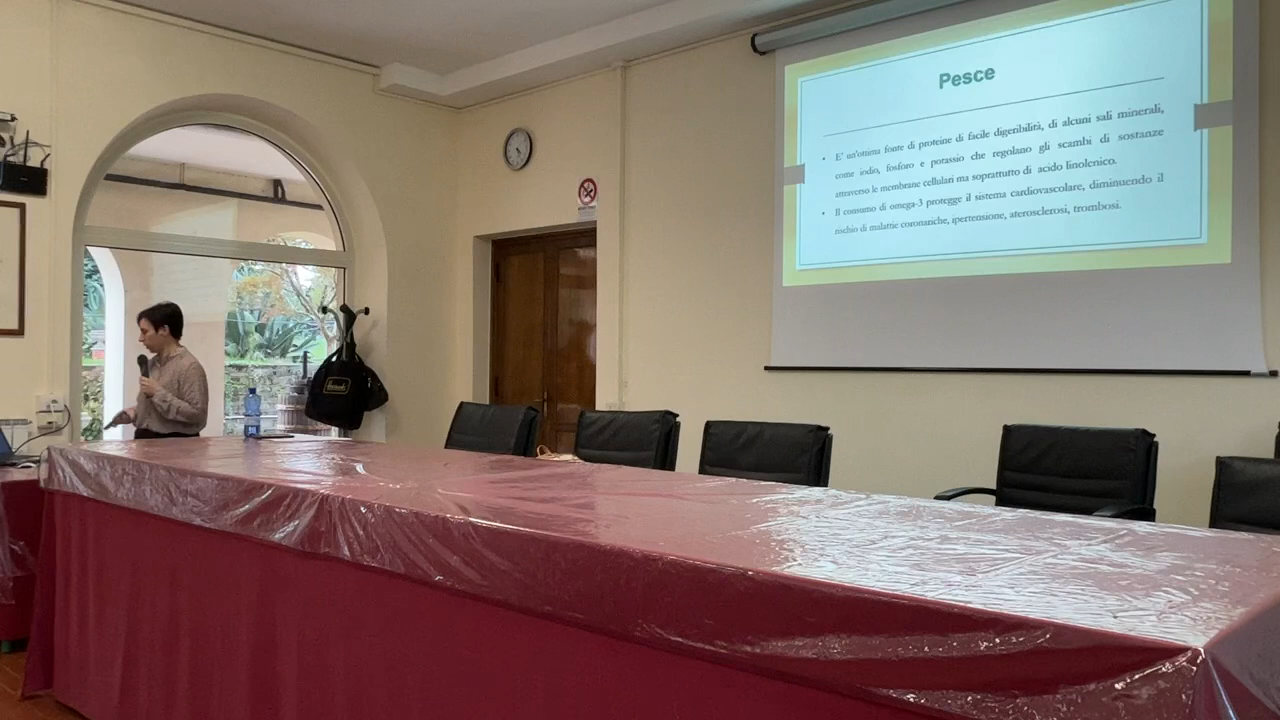 Pesce
• E' un'ottima fonte di proteine di facile digeribilità, di alcuni sali minerali,
come iodio, fosforo e potassio che regolano gli scambi di sostanze
attraverso le membrane cellulari ma soprattutto di acido linolenico.
• Il consumo di omega-3 protegge il sistema cardiovascolare, diminuendo il
rischio di malattie coronariche, ipertensione, aterosclerosi, trombosi.
Harrods